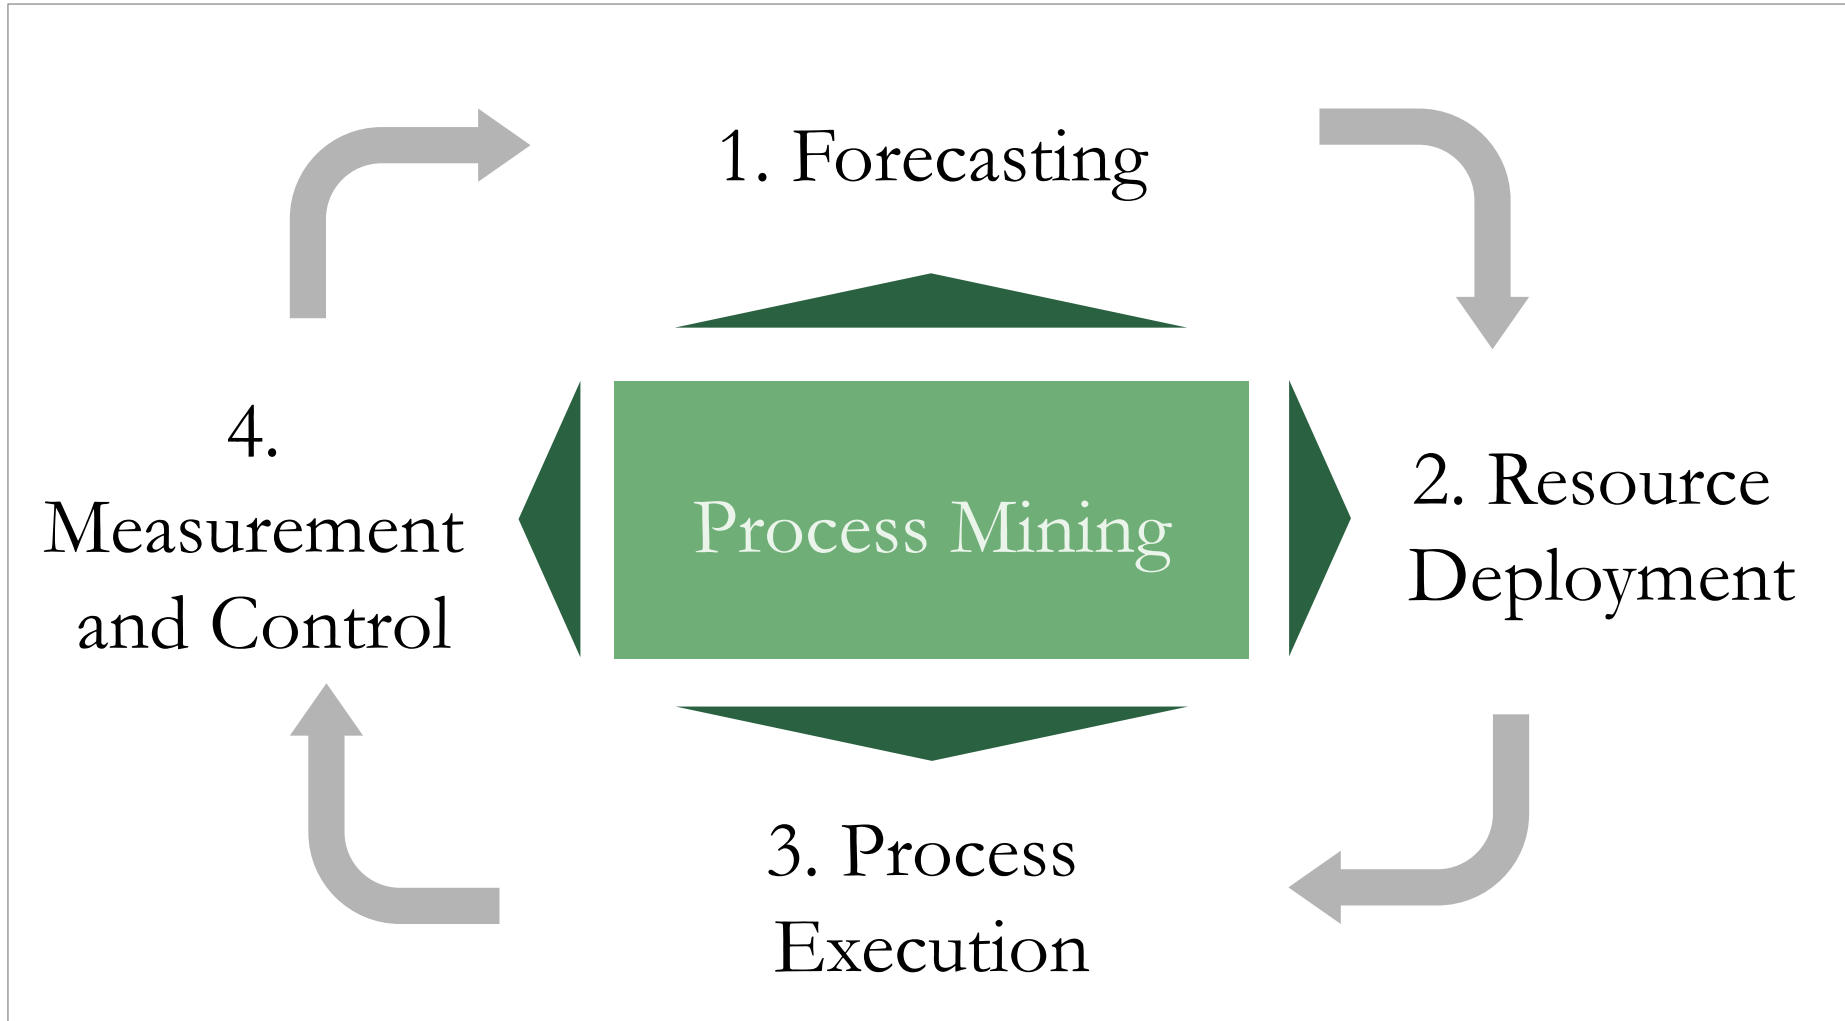 1. Forecasting
2. Resource
Deployment
3. Process
Execution
4.
Measurement
and Control
Process Mining